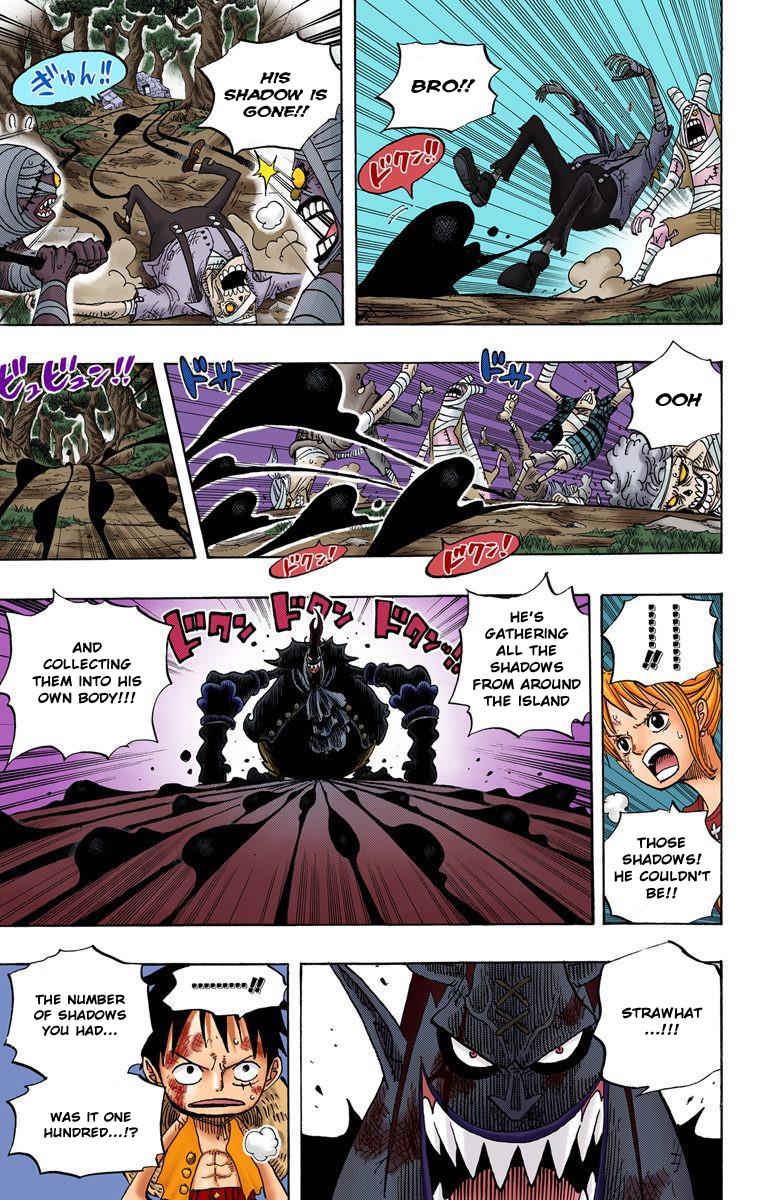 BRO!!
ドクン!!
HIS
SHADOW IS
GONE!!
ぎゅん!!
OOH
ドサ
ドサ
ドクン!
ドクン!
ビュビュン!!
!!
THOSE
SHADOWS!
HE COULDN'T
BE!!
HE'S
GATHERING
ALL THE
SHADOWS
FROM AROUND
THE ISLAND
ドクン ドクン ドクン!!
AND
COLLECTING
THEM INTO HIS
OWN BODY!!!
STRAWHAT
...!!!
............!!
THE NUMBER
OF SHADOWS
YOU HAD...
WAS IT ONE
HUNDRED...!?